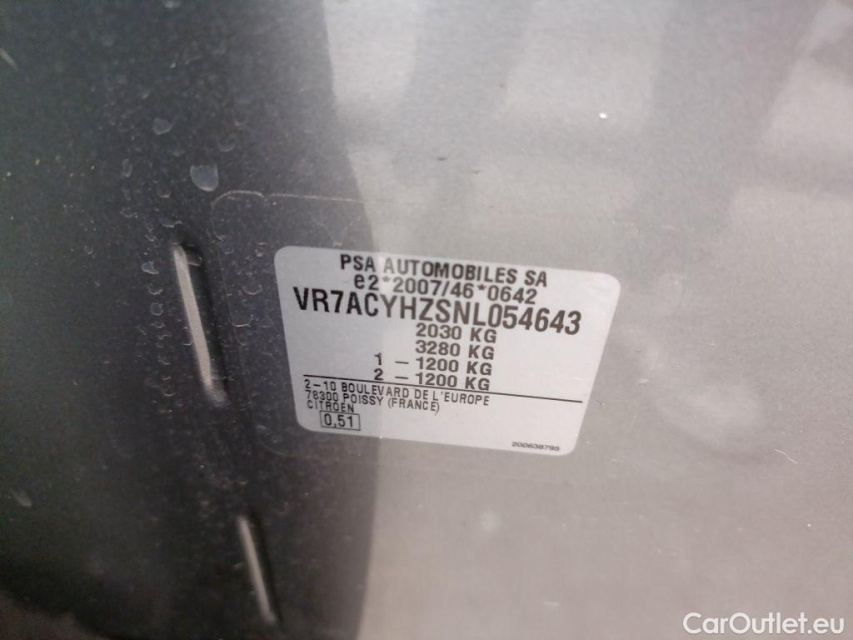 PSA AUTOMOBILES SA
e2*2007/46*0642
VR7ACYHZSNL054643
2030 KG
3280 KG
1 – 1200 KG
2 – 1200 KG
2–10 BOULEVARD DE L'EUROPE
78300 POISSY (FRANCE)
CITROEN
0,51
200638795
CarOutlet.eu